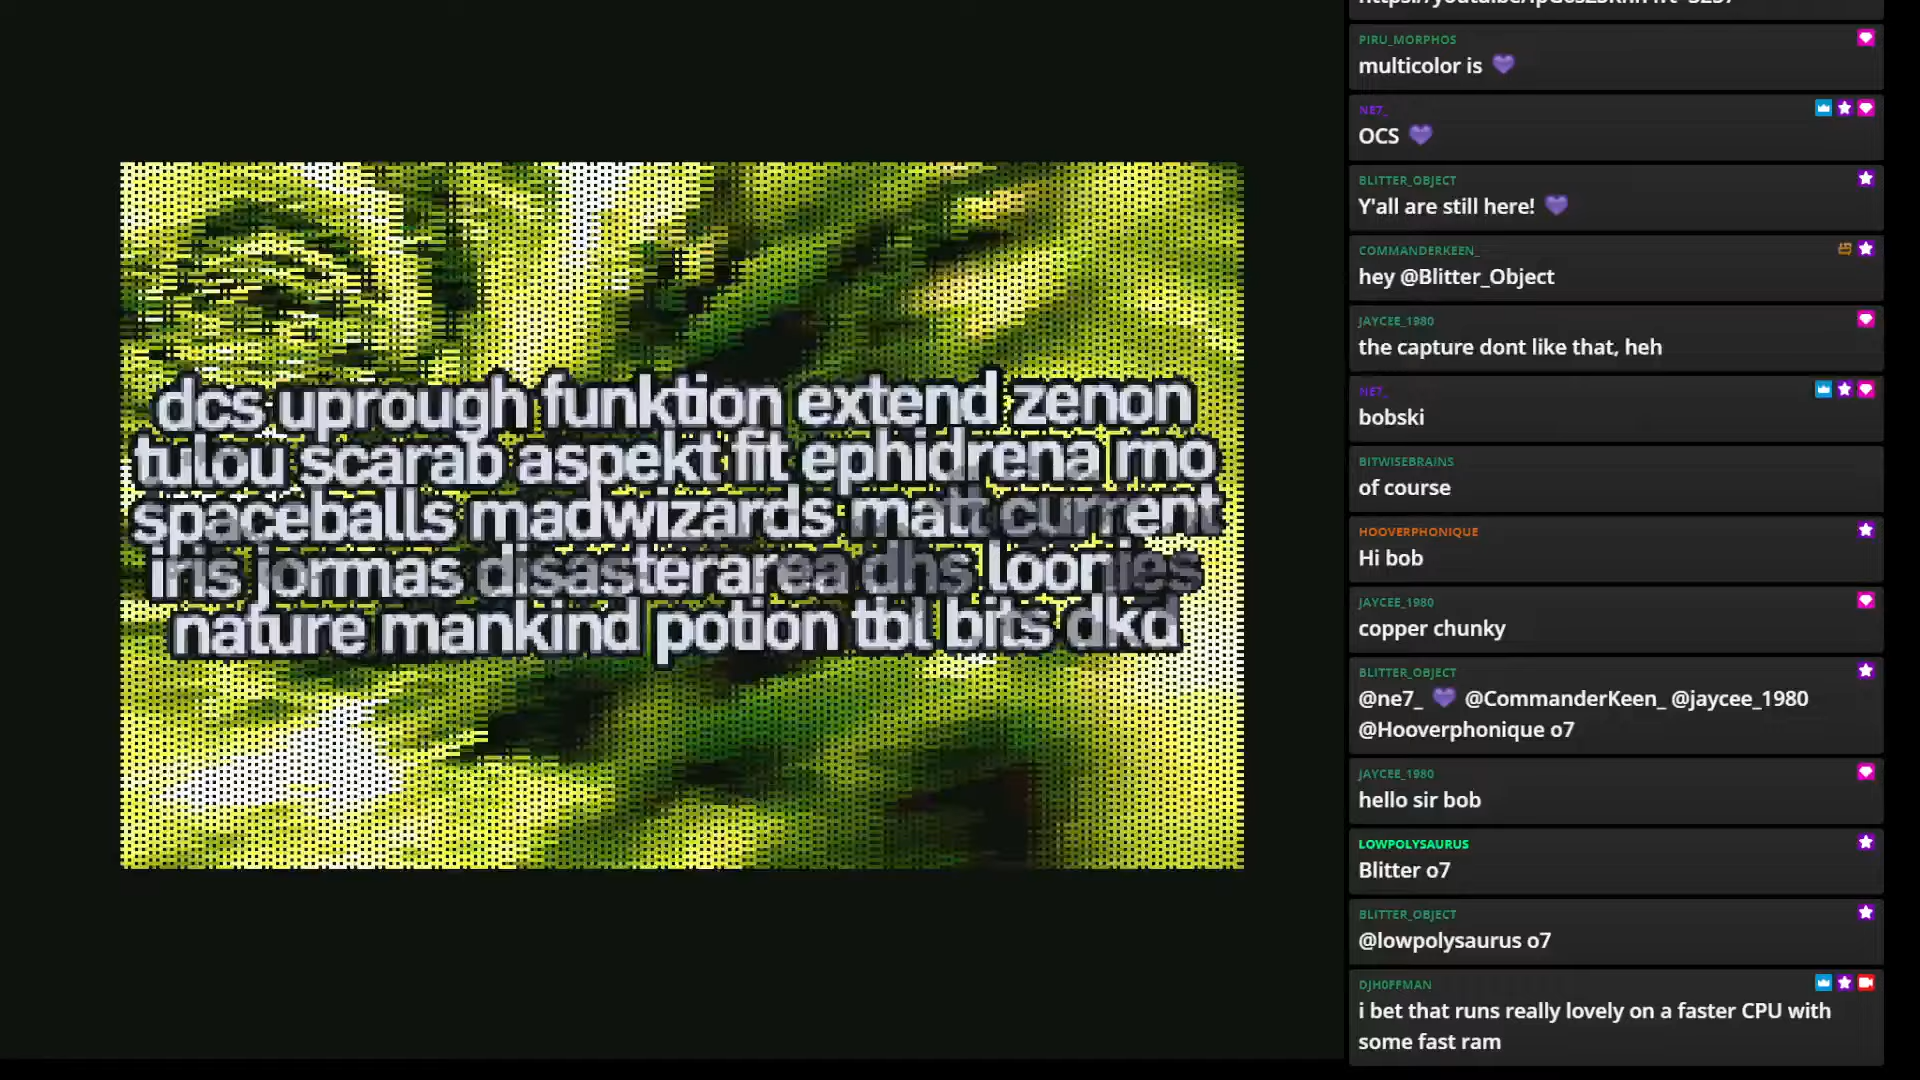 dcs uprough funktion extend zenon
tulou scarab aspekt fit ephidrena rno
spaceballs madwizards matt current
iris jormas disasterarea dhs loonies
nature mankind potion tbl bits dkd
PIRU_MORPHOS
multicolor is 💜
NE7_
OCS 💜
BLITTER_OBJECT
Y'all are still here! 💜
COMMANDERKEEN_
hey @Blitter_Object
JAYCEE_1980
the capture dont like that, heh
NE7_
bobski
BITWISEBRAINS
of course
HOOVERPHONIQUE
Hi bob
JAYCEE_1980
copper chunky
BLITTER_OBJECT
@ne7_ 💜 @CommanderKeen_ @jaycee_1980
@Hooverphonique o7
JAYCEE_1980
hello sir bob
LOWPOLYSAURUS
Blitter o7
BLITTER_OBJECT
@lowpolysaurus o7
DJH0FFMAN
i bet that runs really lovely on a faster CPU with
some fast ram